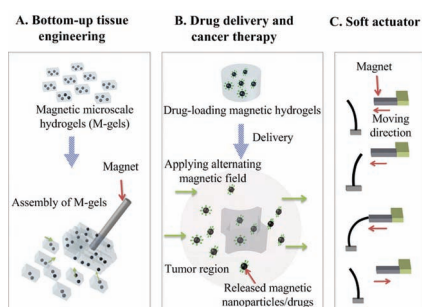 A. Bottom-up tissue
engineering
Magnetic microscale
hydrogels (M-gels)
Magnet
Assembly of M-gels
B. Drug delivery and
cancer therapy
Drug-loading magnetic hydrogels
Delivery
Applying alternating
magnetic field
Tumor region
Released magnetic
nanoparticles/drugs
C. Soft actuator
Magnet
Moving
direction